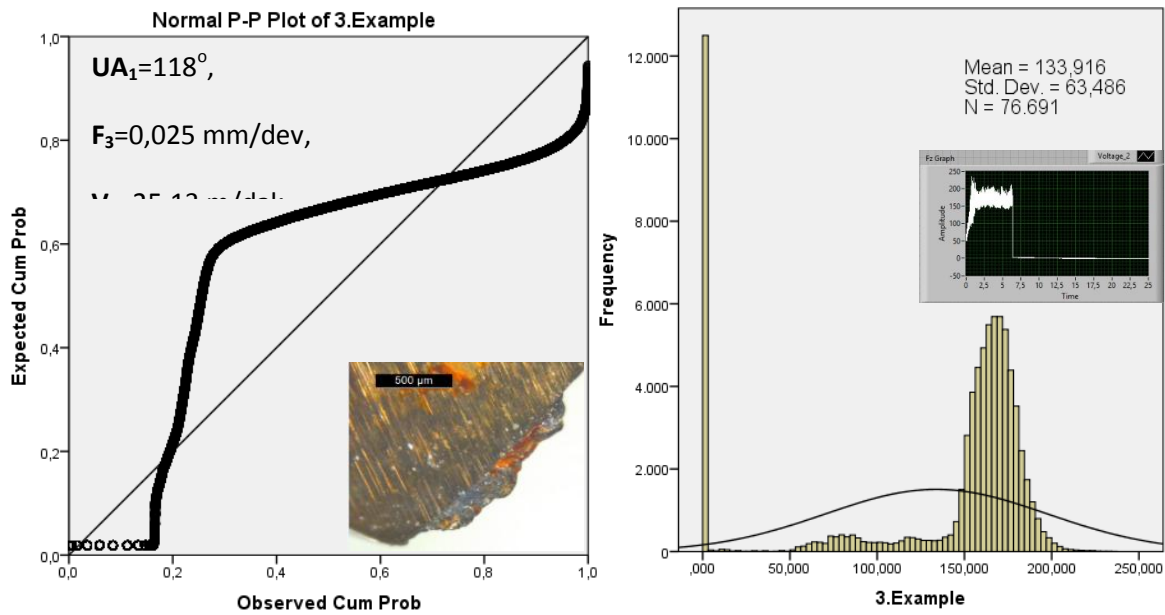 Normal P-P Plot of 3.Example
1,0
0,8
0,6
0,4
0,2
0,0
Expected Cum Prob
UA₁=118°,
F₃=0,025 mm/dev,
500 µm
0,0 0,2 0,4 0,6 0,8 1,0
Observed Cum Prob
12.000
10.000
8.000
6.000
4.000
2.000
0
Frequency
Mean = 133,916
Std. Dev. = 63,486
N = 76.691
Fz Graph
Voltage_2
250
200
150
100
50
0
-50
Amplitude
0 2,5 5 7,5 10 12,5 15 17,5 20 22,5 25
Time
,000 50,000 100,000 150,000 200,000 250,000
3.Example